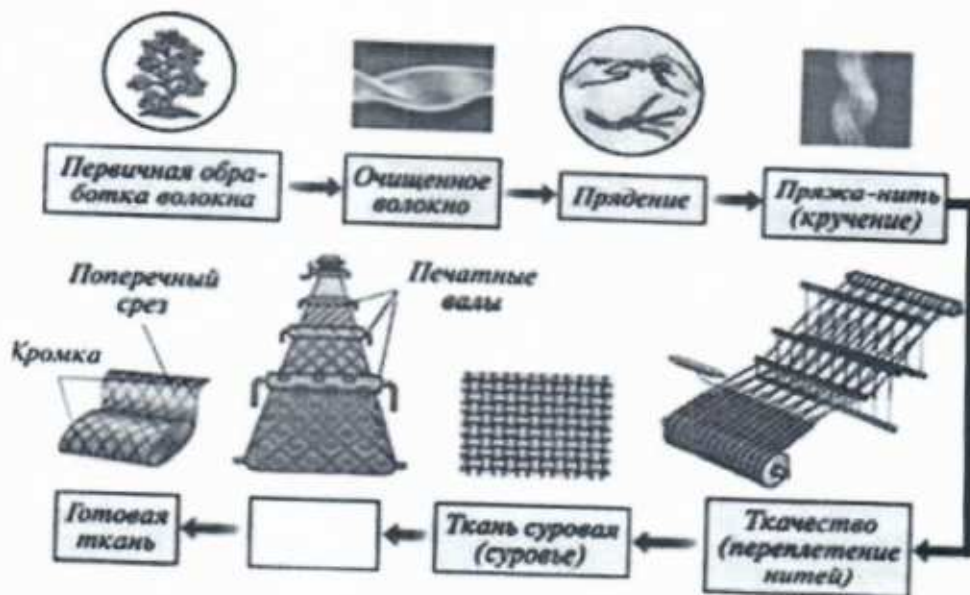 Первичная обра-
ботка волокна
Очищенное
волокно
Прядение
Пряжа-нить
(кручение)
Поперечный
срез
Кромка
Печатные
валы
Готовая
ткань
Ткань суровая
(суровье)
Ткачество
(переплетение
нитей)